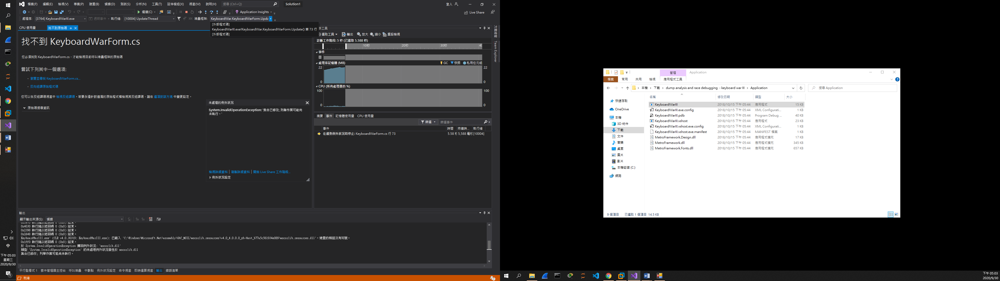 檔案(F) 編輯(E) 檢視(V) 專案(P) 建置(B) 偵錯(D) 測試(S) 分析(N) 工具(T) 延伸模組(X) 視窗(W) 說明(H) 搜尋 (Ctrl+Q) Solution1 登入
繼續(C) Application Insights Live Share
處理序: [3764] KeyboardWarIII.exe 週期事件 執行緒: [10004] UpdateThread 堆疊框架: KeyboardWar.KeyboardWarForm.Upda
[外部程式碼]
KeyboardWarIII.exe!KeyboardWar.KeyboardWarForm.Update() 第 73 行
[外部程式碼]
CPU 使用量 找不到原始碼
找不到 KeyboardWarForm.cs
您必須找到 KeyboardWarForm.cs，才能檢視目前呼叫堆疊框架的原始碼
嘗試下列其中一個選項:
- 瀏覽並尋找 KeyboardWarForm.cs...
- 反向組譯原始程式碼
您可以在反組譯碼視窗中 檢視反組譯碼。若要永遠針對遺漏的原始程式檔檢視其反組譯碼，請在 選項對話方塊 中變更設定。
原始碼搜尋資訊
未處理的例外狀況
System.InvalidOperationException: '集合已修改; 列舉作業可能尚
未執行。'
檢視詳細資料 | 複製詳細資料 | 開始 Live Share 工作階段...
例外狀況設定
斷工具
選取工具 輸出 放大 縮小 重設檢視
診斷工作階段: 5 秒 (已選取 5.588 秒)
10秒 20秒 30秒 40
事件
處理序記憶體 (MB) GC 快照 私用位元組
22 22
0 0
CPU (所有處理器的 %)
100 100
0 0
摘要 事件 記憶體使用量 CPU 使用量
篩選 篩選事件
事件 時間 持續時... 執行緒
在遇到例外狀況時停止: KeyboardWarForm.cs 行 73 5.58 秒 5,588 毫秒 [10004]
方案總管
Team Explorer
輸出
顯示輸出來源(S): 偵錯
0x1e70 執行緒以返回碼 0 (0x0) 結束。
0x4030 執行緒以返回碼 0 (0x0) 結束。
0x2398 執行緒以返回碼 0 (0x0) 結束。
0x2d48 執行緒以返回碼 0 (0x0) 結束。
KeyboardWarIII.exe' (CLR v4.0.30319: KeyboardWarIII.exe): 已載入 'C:\Windows\Microsoft.Net\assembly\GAC_MSIL\mscorlib.resources\v4.0_4.0.0.0_zh-Hant_b77a5c561934e089\mscorlib.resources.dll'。建置的模組沒有符號。
0x1ff0 執行緒以返回碼 0 (0x0) 結束。
於 System.InvalidOperationException 擲回例外狀況: 'mscorlib.dll'
類型 'System.InvalidOperationException' 的未處理例外狀況發生於 mscorlib.dll
集合已修改; 列舉作業可能尚未執行。
平行監看式 1 套件管理器主控台 呼叫堆疊 中斷點 例外狀況設定 命令視窗 即時運算視窗 輸出 錯誤清單
就緒 3
中
下午 05:03
星期三
2020/9/30
1
管理 Application
檔案 常用 共用 檢視 應用程式工具
本機 下載 dump analysis and race debugging - keyboard war III Application 搜尋 Application
名稱 修改日期 類型 大小
快速存取
OneDrive
本機
3D 物件
下載
文件
音樂
桌面
圖片
影片
本機磁碟 (C:)
網路
KeyboardWarIII 2018/10/15 下午 05:44 應用程式 15 KB
KeyboardWarIII.exe.config 2018/10/15 下午 05:44 XML Configurati... 1 KB
KeyboardWarIII.pdb 2018/10/15 下午 05:44 Program Debug ... 40 KB
KeyboardWarIII.vshost 2018/10/15 下午 05:44 應用程式 23 KB
KeyboardWarIII.vshost.exe.config 2018/10/15 下午 05:44 XML Configurati... 1 KB
KeyboardWarIII.vshost.exe.manifest 2018/10/15 下午 05:44 MANIFEST 檔案 1 KB
MetroFramework.Design.dll 2018/10/15 下午 05:44 應用程式擴充 17 KB
MetroFramework.dll 2018/10/15 下午 05:44 應用程式擴充 345 KB
MetroFramework.Fonts.dll 2018/10/15 下午 05:44 應用程式擴充 657 KB
9 個項目 已選取 1 個項目 14.5 KB
下午 05:03
2020/9/30